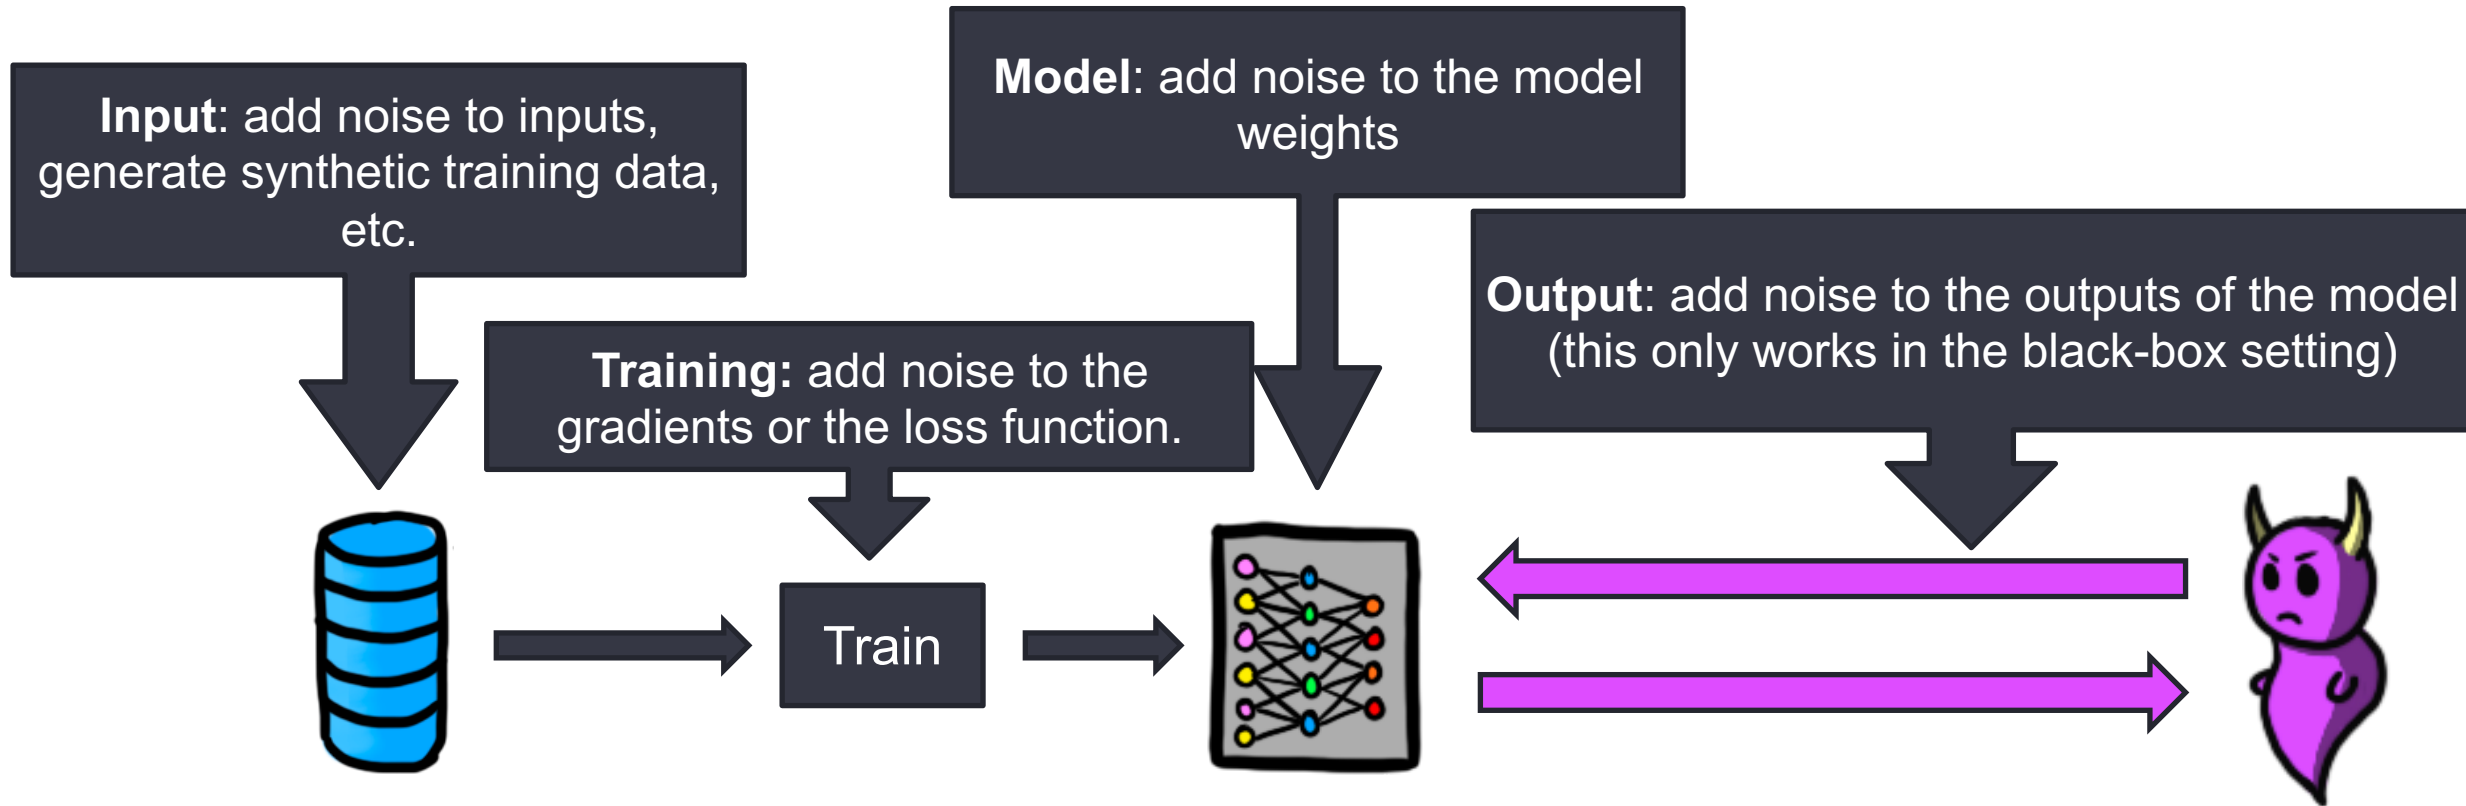 Input: add noise to inputs,
generate synthetic training data,
etc.
Training: add noise to the
gradients or the loss function.
Model: add noise to the model
weights
Output: add noise to the outputs of the model
(this only works in the black-box setting)
Train